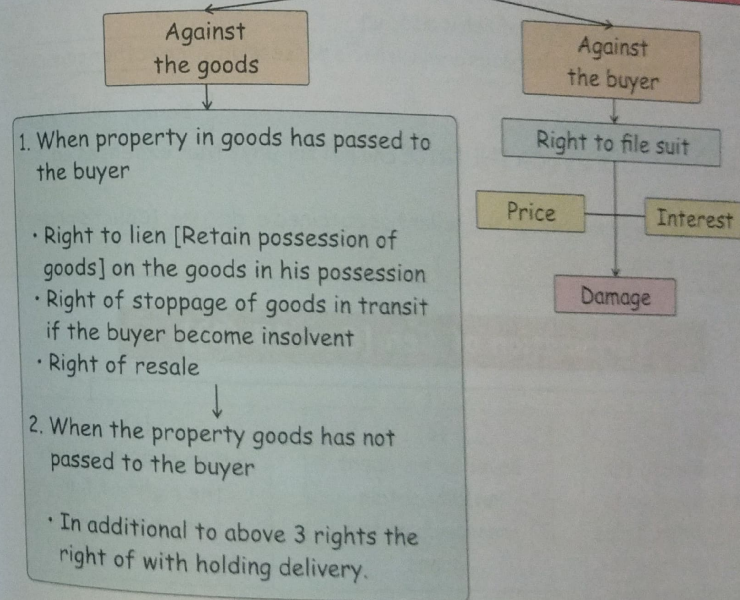 Against
the goods
1. When property in goods has passed to
the buyer
· Right to lien [Retain possession of
goods] on the goods in his possession
· Right of stoppage of goods in transit
if the buyer become insolvent
· Right of resale
2. When the property goods has not
passed to the buyer
· In additional to above 3 rights the
right of with holding delivery.
Against
the buyer
Right to file suit
Price
Interest
Damage